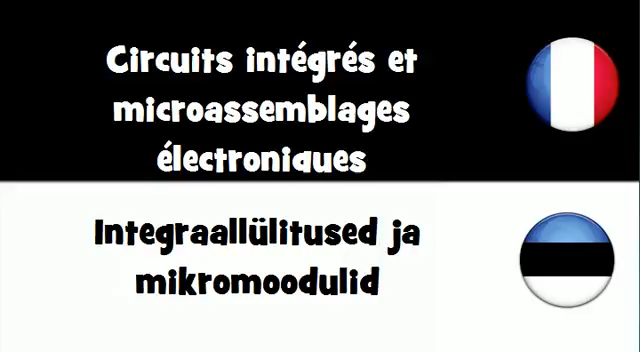 Circuits intégrés et
microassemblages
électroniques
Integraallülitused ja
mikromoodulid